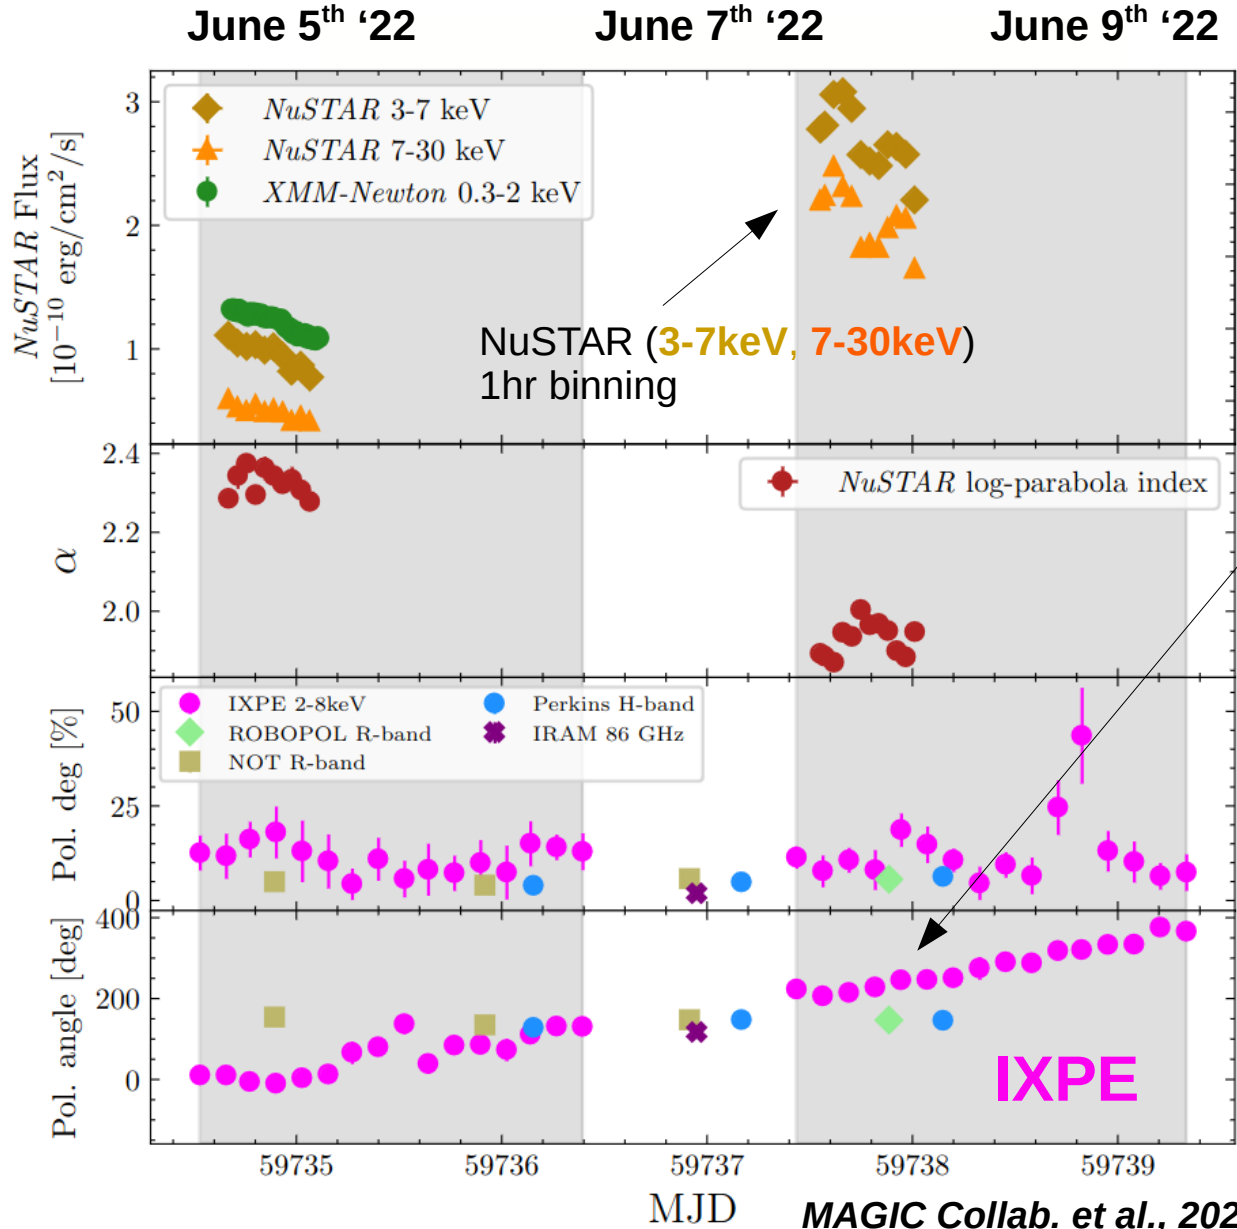 June 5th ‘22
June 7th ‘22
June 9th ‘22
NuSTAR Flux
[10−10 erg/cm2/s]
3
2
1
NuSTAR 3-7 keV
NuSTAR 7-30 keV
XMM-Newton 0.3-2 keV
NuSTAR (3-7keV, 7-30keV)
1hr binning
α
2.4
2.2
2.0
NuSTAR log-parabola index
Pol. deg [%]
50
25
0
IXPE 2-8keV
ROBOPOL R-band
NOT R-band
Perkins H-band
IRAM 86 GHz
Pol. angle [deg]
400
200
0
IXPE
59735
59736
59737
59738
59739
MJD
MAGIC Collab. et al., 202